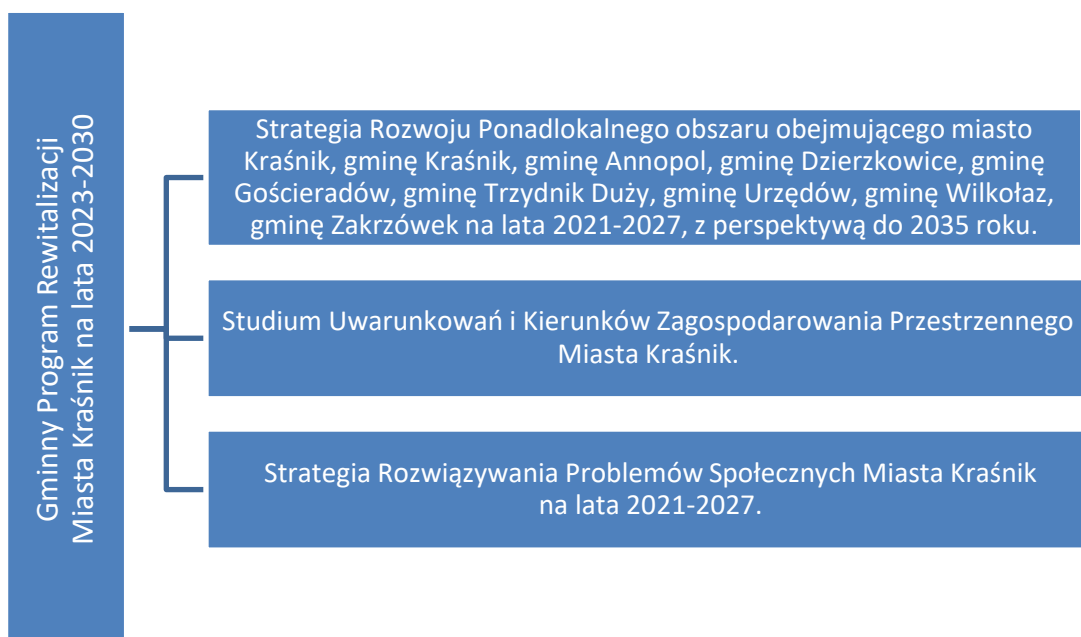 Gminny Program Rewitalizacji
Miasta Kraśnik na lata 2023-2030
Strategia Rozwoju Ponadlokalnego obszaru obejmującego miasto
Kraśnik, gminę Kraśnik, gminę Annopol, gminę Dzierzkowice, gminę
Gościeradów, gminę Trzydnik Duży, gminę Urzędów, gminę Wilkołaz,
gminę Zakrzówek na lata 2021-2027, z perspektywą do 2035 roku.
Studium Uwarunkowań i Kierunków Zagospodarowania Przestrzennego
Miasta Kraśnik.
Strategia Rozwiązywania Problemów Społecznych Miasta Kraśnik
na lata 2021-2027.